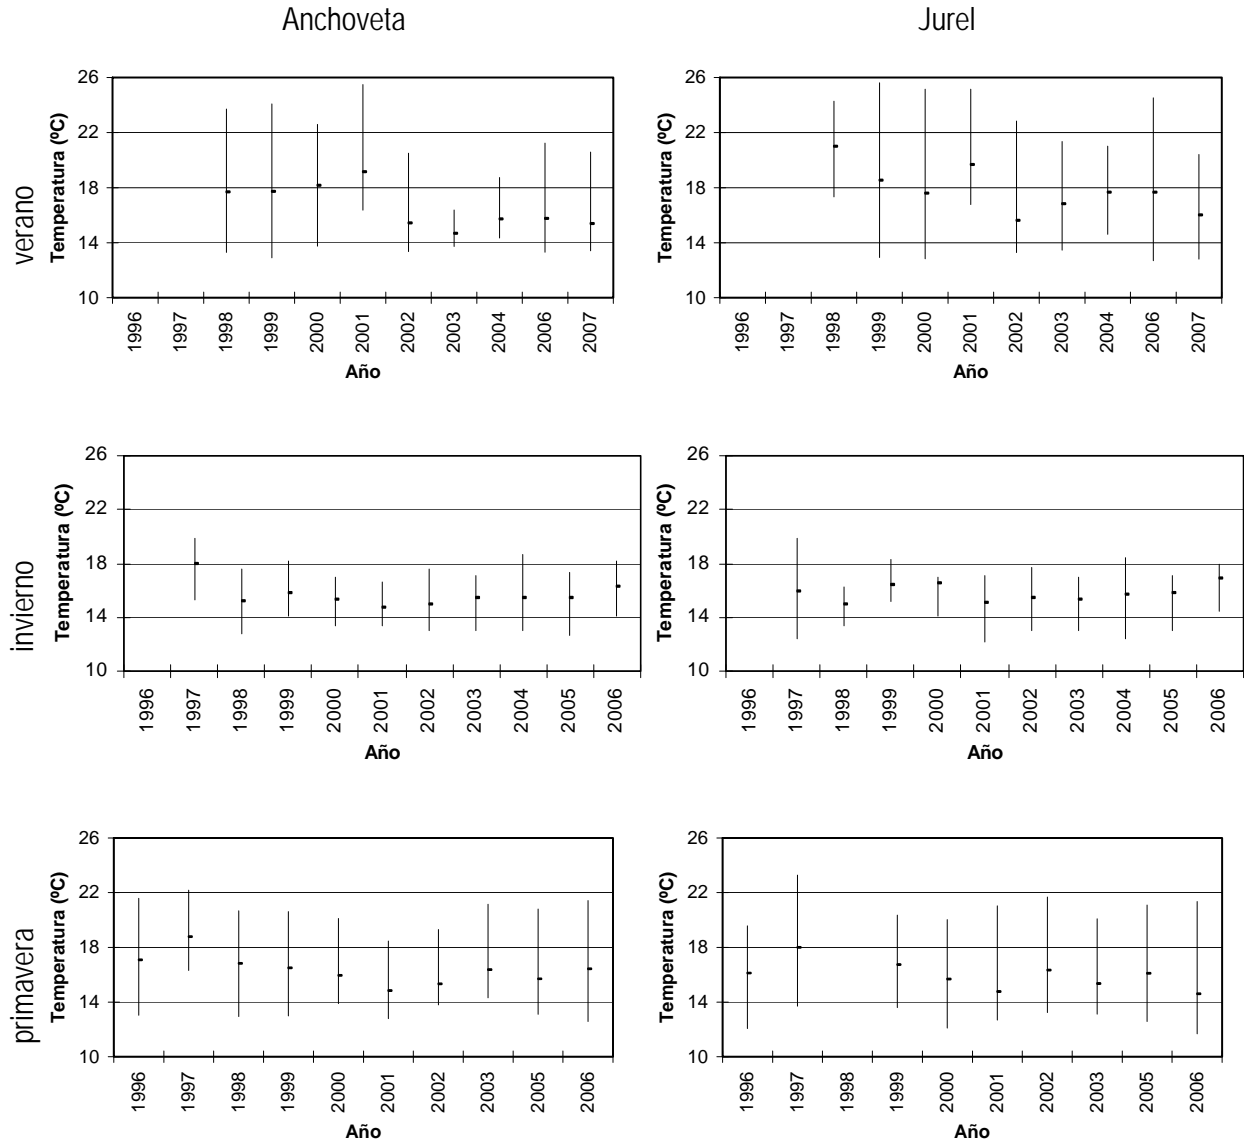 Anchoveta
Jurel
verano
Temperatura (ºC)
26
22
18
14
10
1996 1997 1998 1999 2000 2001 2002 2003 2004 2006 2007
Año
Temperatura (ºC)
26
22
18
14
10
1996 1997 1998 1999 2000 2001 2002 2003 2004 2006 2007
Año
invierno
Temperatura (ºC)
26
22
18
14
10
1996 1997 1998 1999 2000 2001 2002 2003 2004 2005 2006
Año
Temperatura (ºC)
26
22
18
14
10
1996 1997 1998 1999 2000 2001 2002 2003 2004 2005 2006
Año
primavera
Temperatura (ºC)
26
22
18
14
10
1996 1997 1998 1999 2000 2001 2002 2003 2005 2006
Año
Temperatura (ºC)
26
22
18
14
10
1996 1997 1998 1999 2000 2001 2002 2003 2005 2006
Año